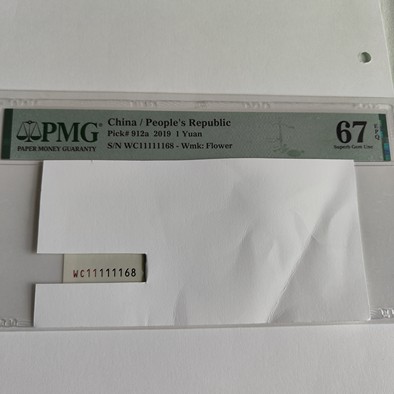 PMG®
PAPER MONEY GUARANTY
China / People's Republic
Pick# 912a 2019 1 Yuan
S/N WC11111168 - Wmk: Flower
67 EPQ
Superb Gem Unc
WC11111168